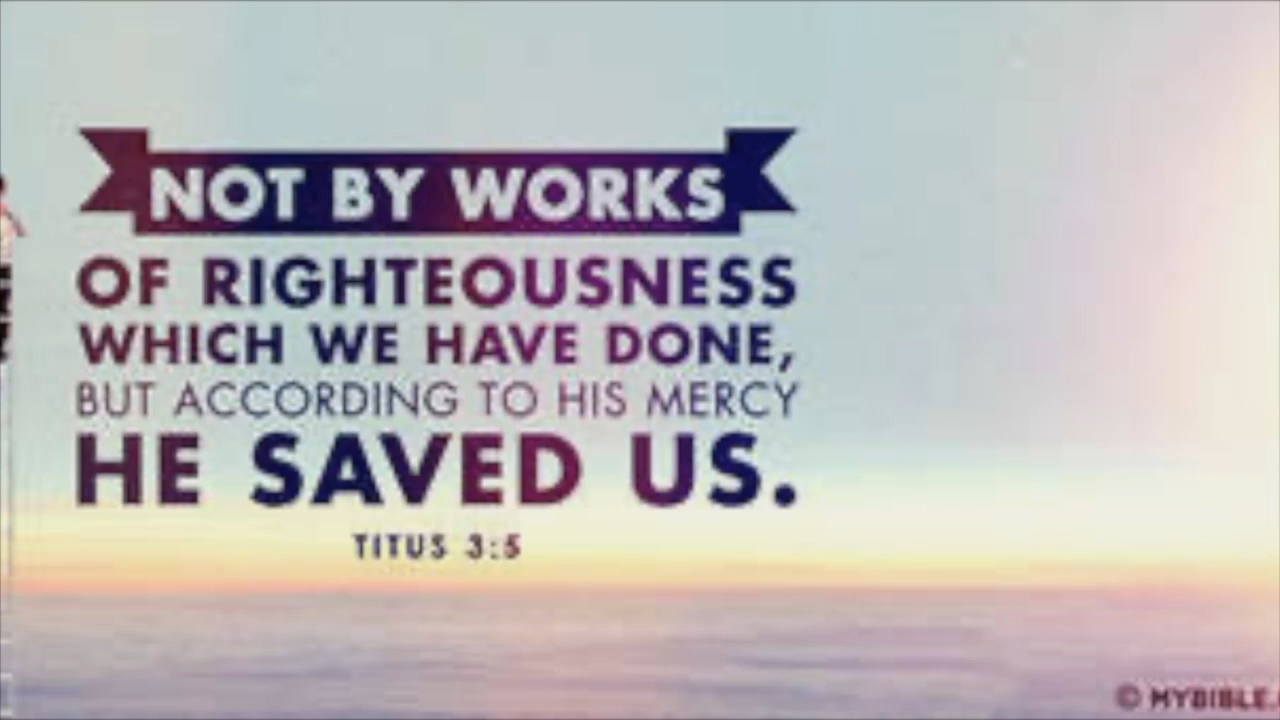 NOT BY WORKS
OF RIGHTEOUSNESS
WHICH WE HAVE DONE,
BUT ACCORDING TO HIS MERCY
HE SAVED US.
TITUS 3:5
© MYBIBLE.